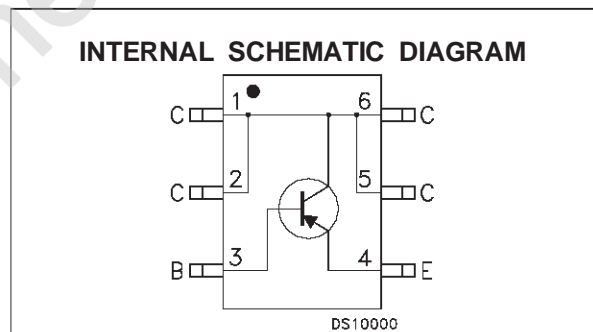 INTERNAL SCHEMATIC DIAGRAM
C 1 6 C
C 2 5 C
B 3 4 E
DS10000